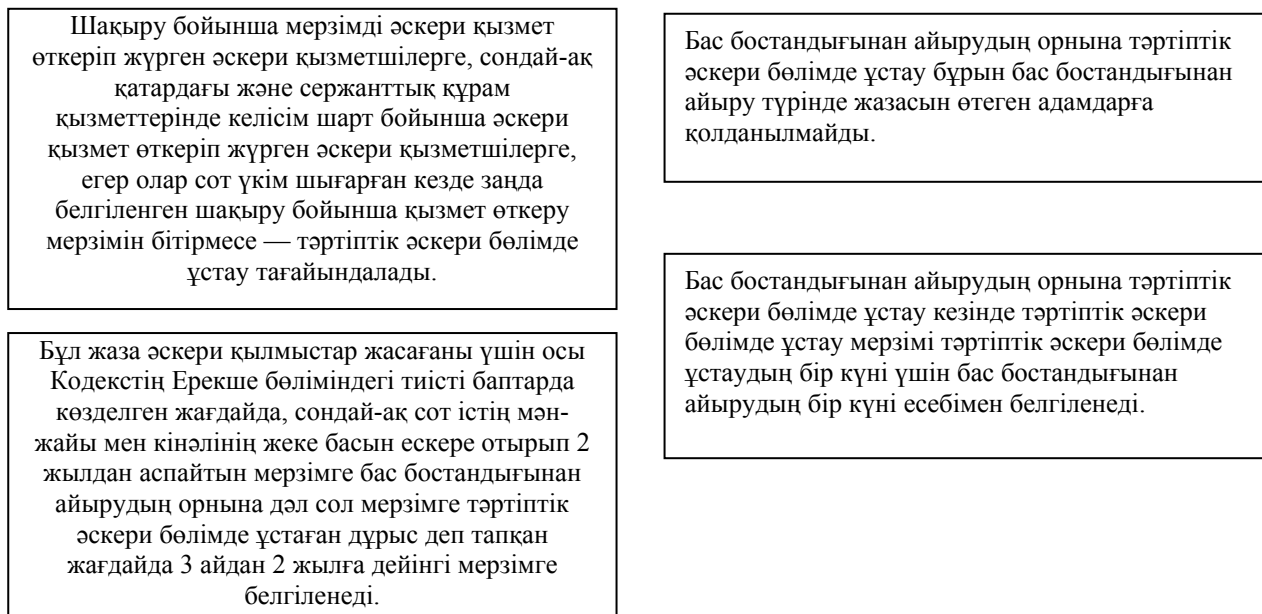 Шақыру бойынша мерзімді әскери қызмет
өткеріп жүрген әскери қызметшілерге, сондай-ақ
қатардағы және сержанттық құрам
қызметтерінде келісім шарт бойынша әскери
қызмет өткеріп жүрген әскери қызметшілерге,
егер олар сот үкім шығарған кезде заңда
белгіленген шақыру бойынша қызмет өткеру
мерзімін бітірмесе — тәртіптік әскери бөлімде
ұстау тағайындалады.
Бұл жаза әскери қылмыстар жасағаны үшін осы
Кодекстің Ерекше бөліміндегі тиісті баптарда
көзделген жағдайда, сондай-ақ сот істің мән-
жайы мен кінәлінің жеке басын ескере отырып 2
жылдан аспайтын мерзімге бас бостандығынан
айырудың орнына дәл сол мерзімге тәртіптік
әскери бөлімде ұстаған дұрыс деп тапқан
жағдайда 3 айдан 2 жылға дейінгі мерзімге
белгіленеді.
Бас бостандығынан айырудың орнына тәртіптік
әскери бөлімде ұстау бұрын бас бостандығынан
айыру түрінде жазасын өтеген адамдарға
қолданылмайды.
Бас бостандығынан айырудың орнына тәртіптік
әскери бөлімде ұстау кезінде тәртіптік әскери
бөлімде ұстау мерзімі тәртіптік әскери бөлімде
ұстаудың бір күні үшін бас бостандығынан
айырудың бір күні есебімен белгіленеді.